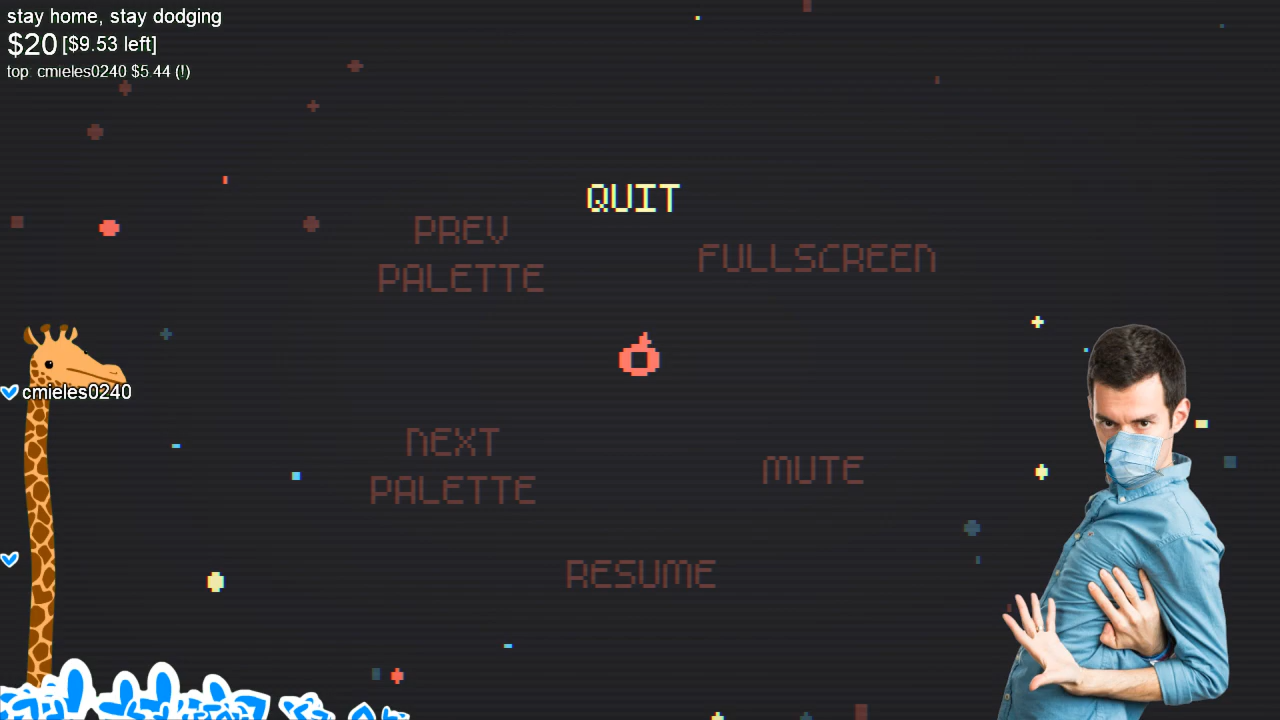 stay home, stay dodging
$20 [$9.53 left]
top: cmieles0240 $5.44 (!)
QUIT
PREV
PALETTE
FULLSCREEN
cmieles0240
NEXT
PALETTE
MUTE
RESUME